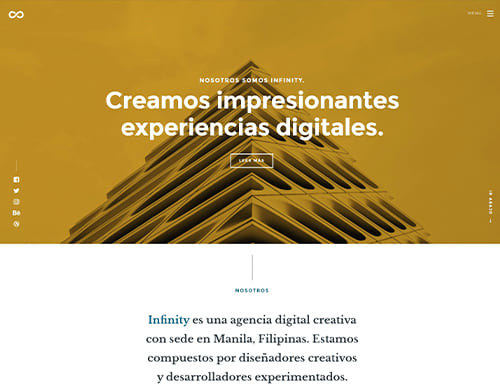 MENU
NOSOTROS SOMOS INFINITY.
Creamos impresionantes
experiencias digitales.
LEER MÁS
IR ABAJO
NOSOTROS
Infinity es una agencia digital creativa
con sede en Manila, Filipinas. Estamos
compuestos por diseñadores creativos
y desarrolladores experimentados.